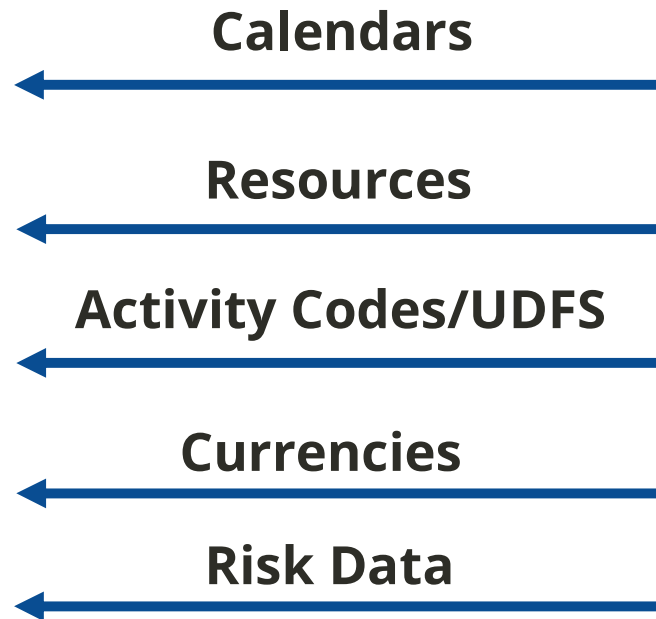 Calendars
Resources
Activity Codes/UDFS
Currencies
Risk Data